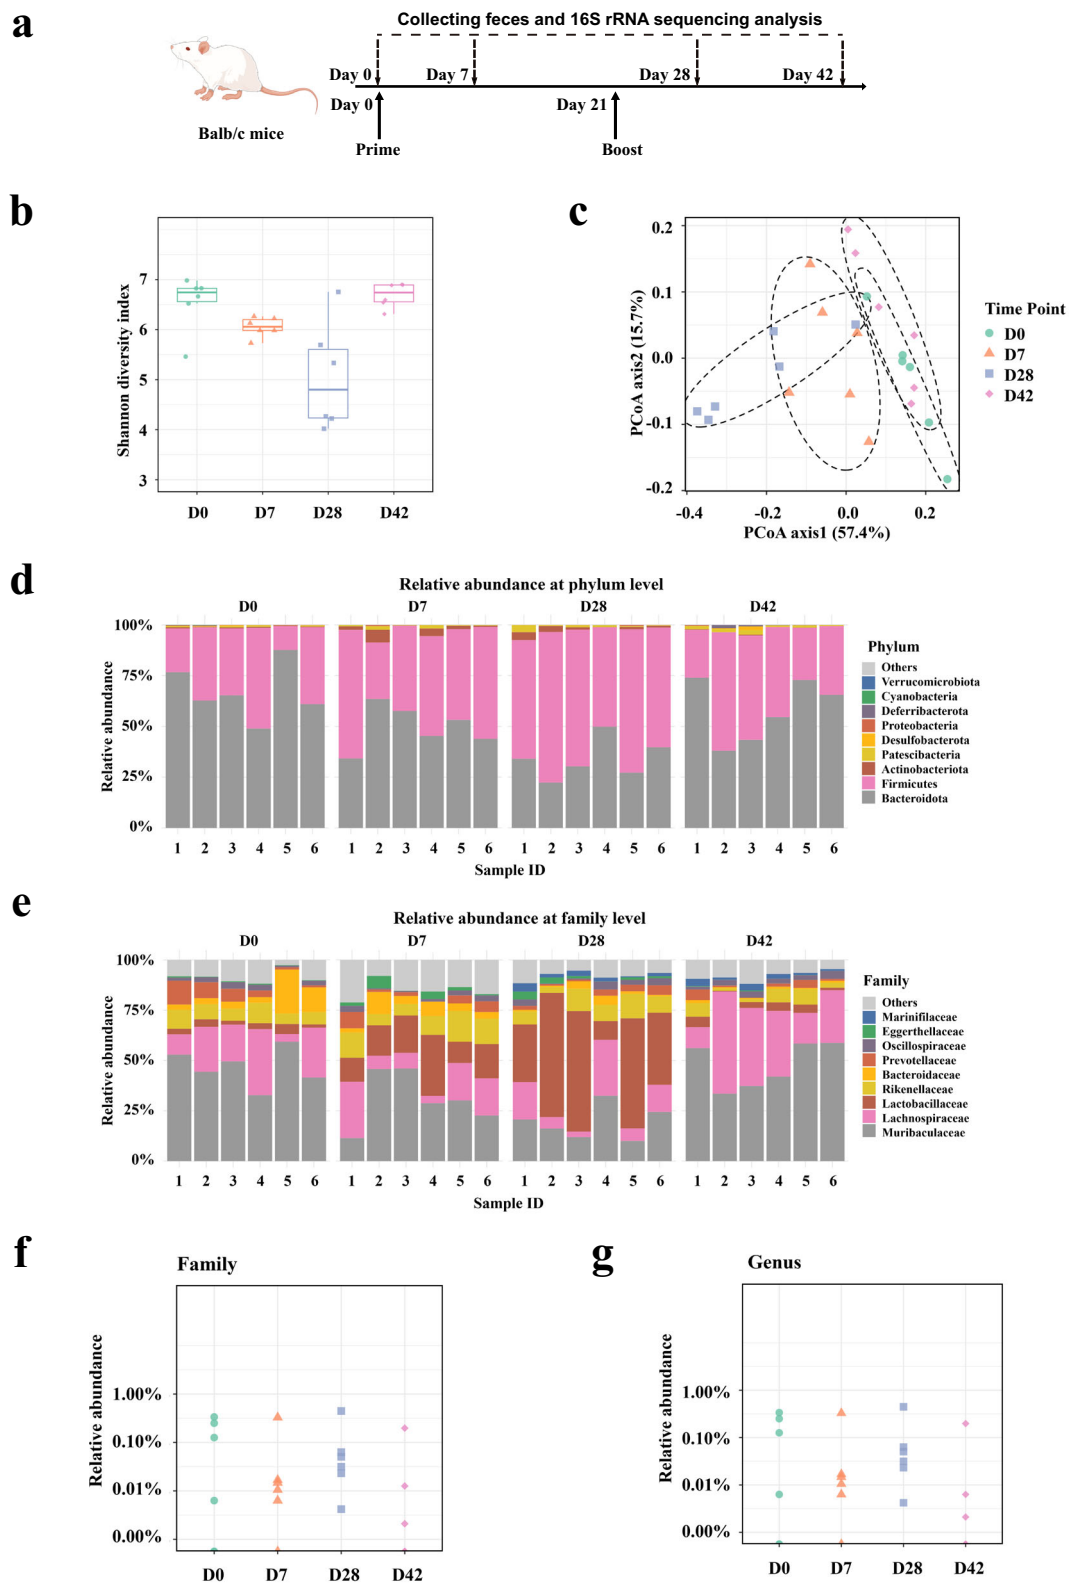 a
Collecting feces and 16S rRNA sequencing analysis
Day 0
Day 7
Day 28
Day 42
Day 0
Day 21
Balb/c mice
Prime
Boost
b
Shannon diversity index
7
6
5
4
3
D0 D7 D28 D42
c
PCoA axis2 (15.7%)
0.2
0.1
0.0
-0.1
-0.2
-0.4 -0.2 0.0 0.2
PCoA axis1 (57.4%)
Time Point
D0
D7
D28
D42
d
Relative abundance at phylum level
D0 D7 D28 D42
Relative abundance
100%
75%
50%
25%
0%
1 2 3 4 5 6 1 2 3 4 5 6 1 2 3 4 5 6 1 2 3 4 5 6
Sample ID
Phylum
Others
Verrucomicrobiota
Cyanobacteria
Deferribacterota
Proteobacteria
Desulfobacterota
Patescibacteria
Actinobacteriota
Firmicutes
Bacteroidota
e
Relative abundance at family level
D0 D7 D28 D42
Relative abundance
100%
75%
50%
25%
0%
1 2 3 4 5 6 1 2 3 4 5 6 1 2 3 4 5 6 1 2 3 4 5 6
Sample ID
Family
Others
Marinifilaceae
Eggerthellaceae
Oscillospiraceae
Prevotellaceae
Bacteroidaceae
Rikenellaceae
Lactobacillaceae
Lachnospiraceae
Muribaculaceae
f
Family
Relative abundance
1.00%
0.10%
0.01%
0.00%
D0 D7 D28 D42
g
Genus
Relative abundance
1.00%
0.10%
0.01%
0.00%
D0 D7 D28 D42